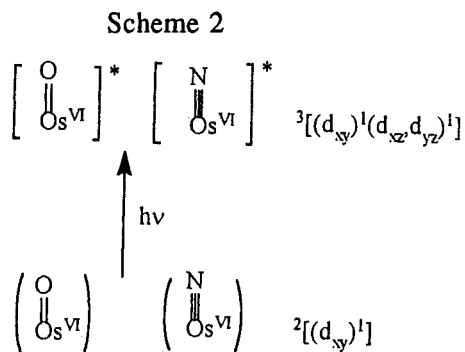 Scheme 2
[ O ]* [ N ]* 
Os^VI Os^VI ³[(d_xy)¹(d_xz,d_yz)¹]
hν
( O ) ( N )
Os^VI Os^VI ²[(d_xy)¹]